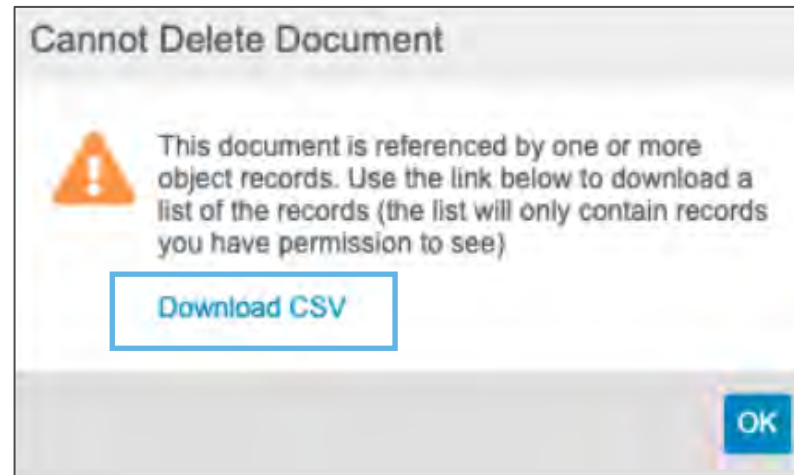 Cannot Delete Document
This document is referenced by one or more
object records. Use the link below to download a
list of the records (the list will only contain records
you have permission to see)
Download CSV
OK